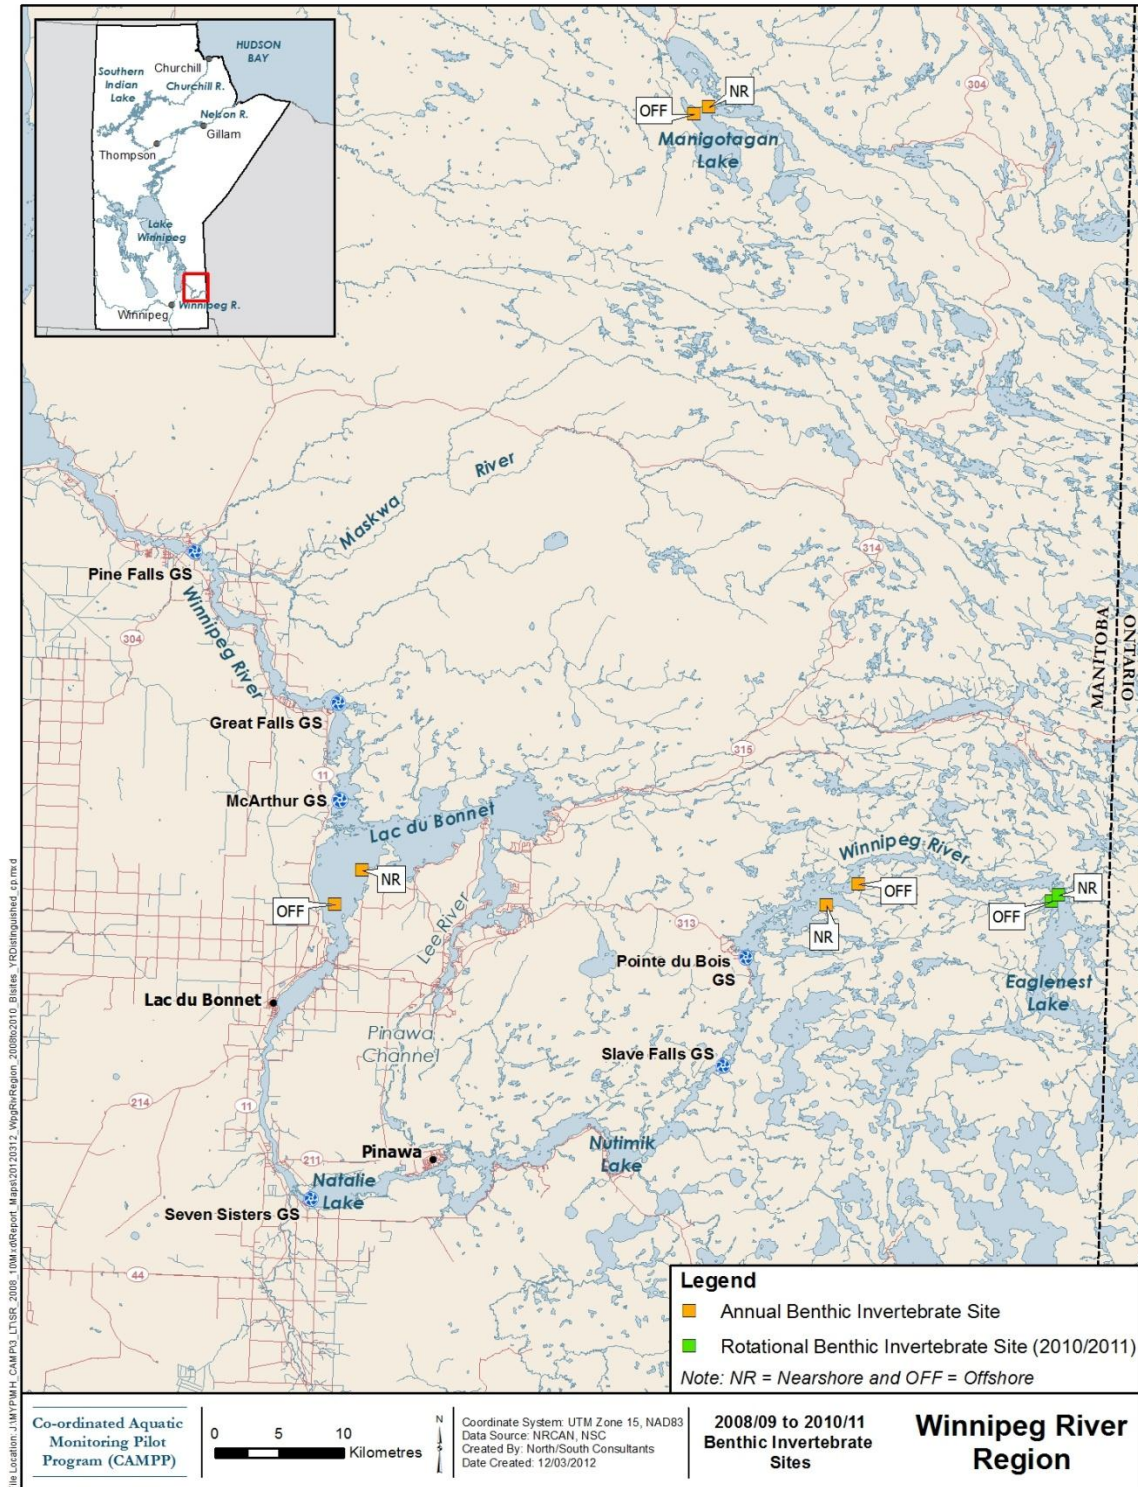 HUDSON
BAY
Churchill
Southern
Indian
Lake
Churchill R.
Nelson R.
Gillam
Thompson
Lake
Winnipeg
Winnipeg R.
Winnipeg
304
NR
OFF
Manigotagan
Lake
Maskwa River
Pine Falls GS
314
304
Winnipeg River
MANITOBA
ONTARIO
Great Falls GS
315
11
McArthur GS
Lac du Bonnet
Winnipeg River
NR
OFF
NR
OFF
OFF
NR
Lee River
313
Pointe du Bois
GS
Eaglenest
Lake
Lac du Bonnet
Pinawa
Channel
Slave Falls GS
214
11
Nutimik
Lake
Pinawa
211
Natalie
Lake
Seven Sisters GS
44
Legend
Annual Benthic Invertebrate Site
Rotational Benthic Invertebrate Site (2010/2011)
Note: NR = Nearshore and OFF = Offshore
Co-ordinated Aquatic
Monitoring Pilot
Program (CAMPP)
0 5 10
Kilometres
N
Coordinate System: UTM Zone 15, NAD83
Data Source: NRCAN, NSC
Created By: North/South Consultants
Date Created: 12/03/2012
2008/09 to 2010/11
Benthic Invertebrate
Sites
Winnipeg River
Region